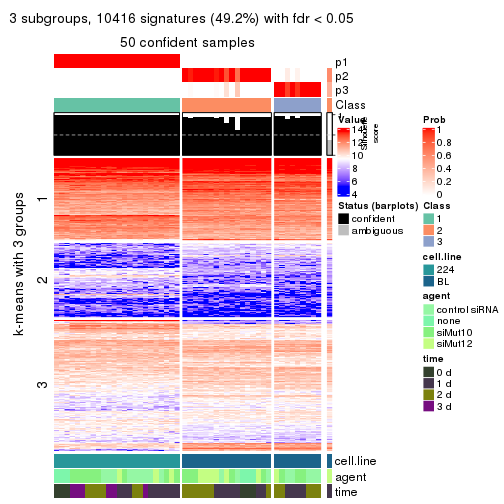 3 subgroups, 10416 signatures (49.2%) with fdr < 0.05
50 confident samples
p1
p2
p3
Class
Silhouette
score
k-means with 3 groups
1
2
3
cell.line
agent
time
Value
14
12
10
8
6
4
Prob
1
0.8
0.6
0.4
0.2
0
Status (barplots)
confident
ambiguous
Class
1
2
3
cell.line
224
BL
agent
control siRNA
none
siMut10
siMut12
time
0 d
1 d
2 d
3 d